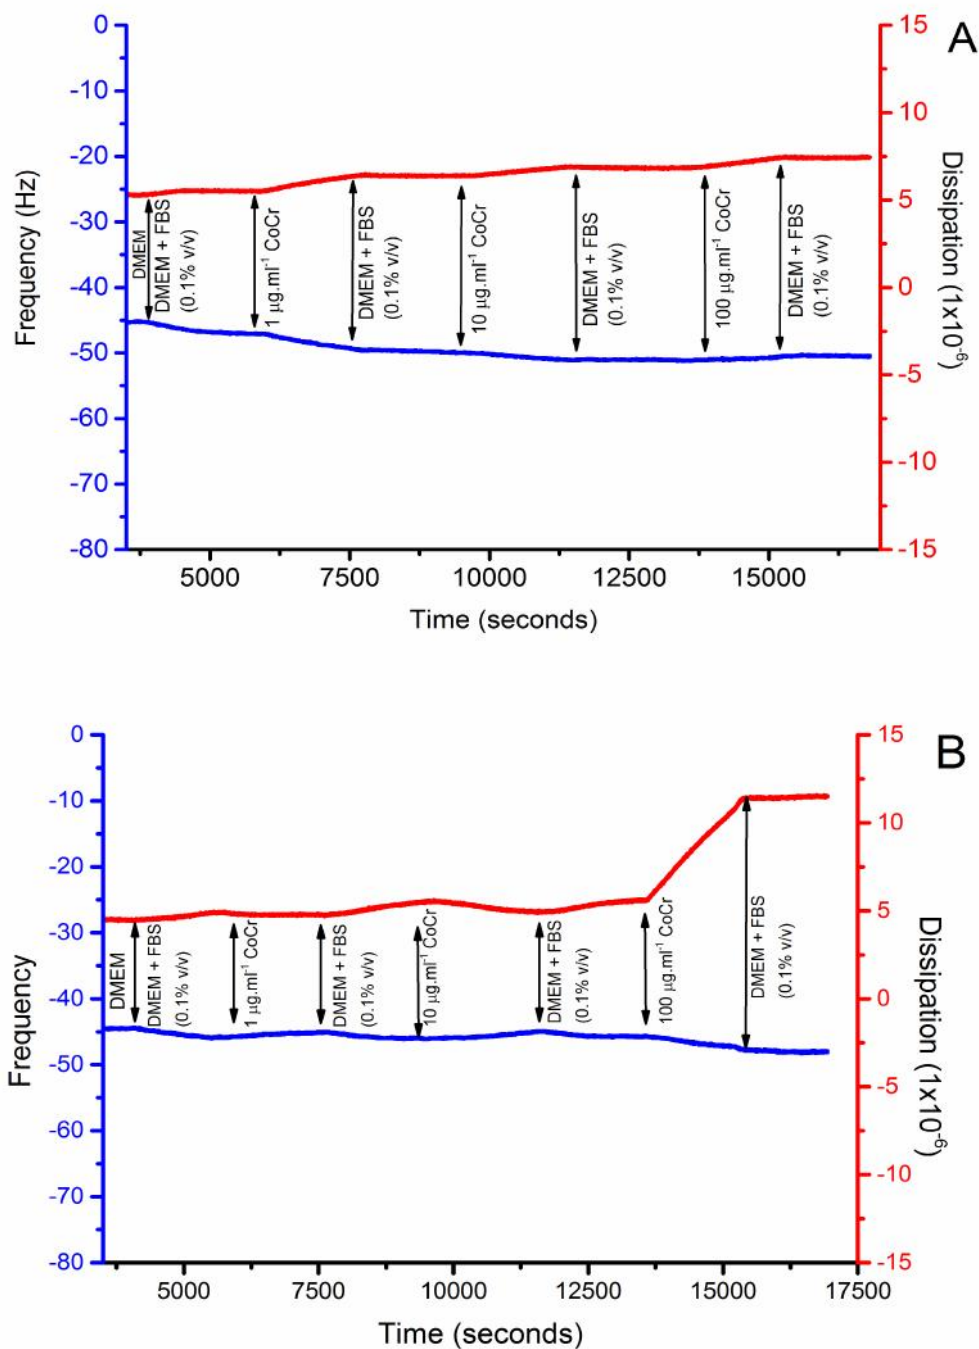 A
0
-10
-20
-30
-40
-50
-60
-70
-80
Frequency (Hz)
15
10
5
0
-5
-10
-15
Dissipation (1x10⁻⁶)
DMEM
DMEM + FBS
(0.1% v/v)
1 µg.ml⁻¹ CoCr
DMEM + FBS
(0.1% v/v)
10 µg.ml⁻¹ CoCr
DMEM + FBS
(0.1% v/v)
100 µg.ml⁻¹ CoCr
DMEM + FBS
(0.1% v/v)
5000 7500 10000 12500 15000
Time (seconds)
B
0
-10
-20
-30
-40
-50
-60
-70
-80
Frequency
15
10
5
0
-5
-10
-15
Dissipation (1x10⁻⁶)
DMEM
DMEM + FBS
(0.1% v/v)
1 µg.ml⁻¹ CoCr
DMEM + FBS
(0.1% v/v)
10 µg.ml⁻¹ CoCr
DMEM + FBS
(0.1% v/v)
100 µg.ml⁻¹ CoCr
DMEM + FBS
(0.1% v/v)
5000 7500 10000 12500 15000 17500
Time (seconds)